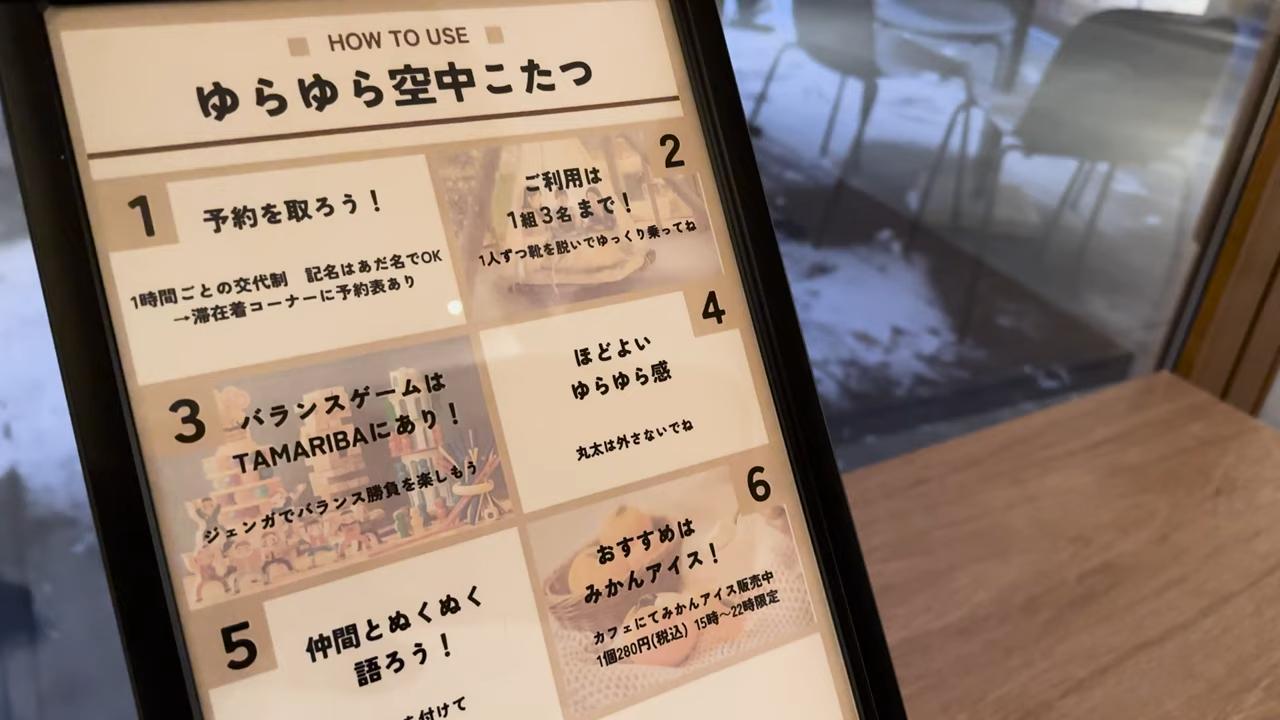 HOW TO USE
ゆらゆら空中こたつ
1
予約を取ろう！
1時間ごとの交代制　記名はあだ名でOK
→滞在着コーナーに予約表あり
2
ご利用は
1組3名まで！
1人ずつ靴を脱いでゆっくり乗ってね
3
バランスゲームは
TAMARIBAにあり！
ジェンガでバランス勝負を楽しもう
4
ほどよい
ゆらゆら感
丸太は外さないでね
5
仲間とぬくぬく
語ろう！
付けて
6
おすすめは
みかんアイス！
カフェにてみかんアイス販売中
1個280円(税込) 15時〜22時限定